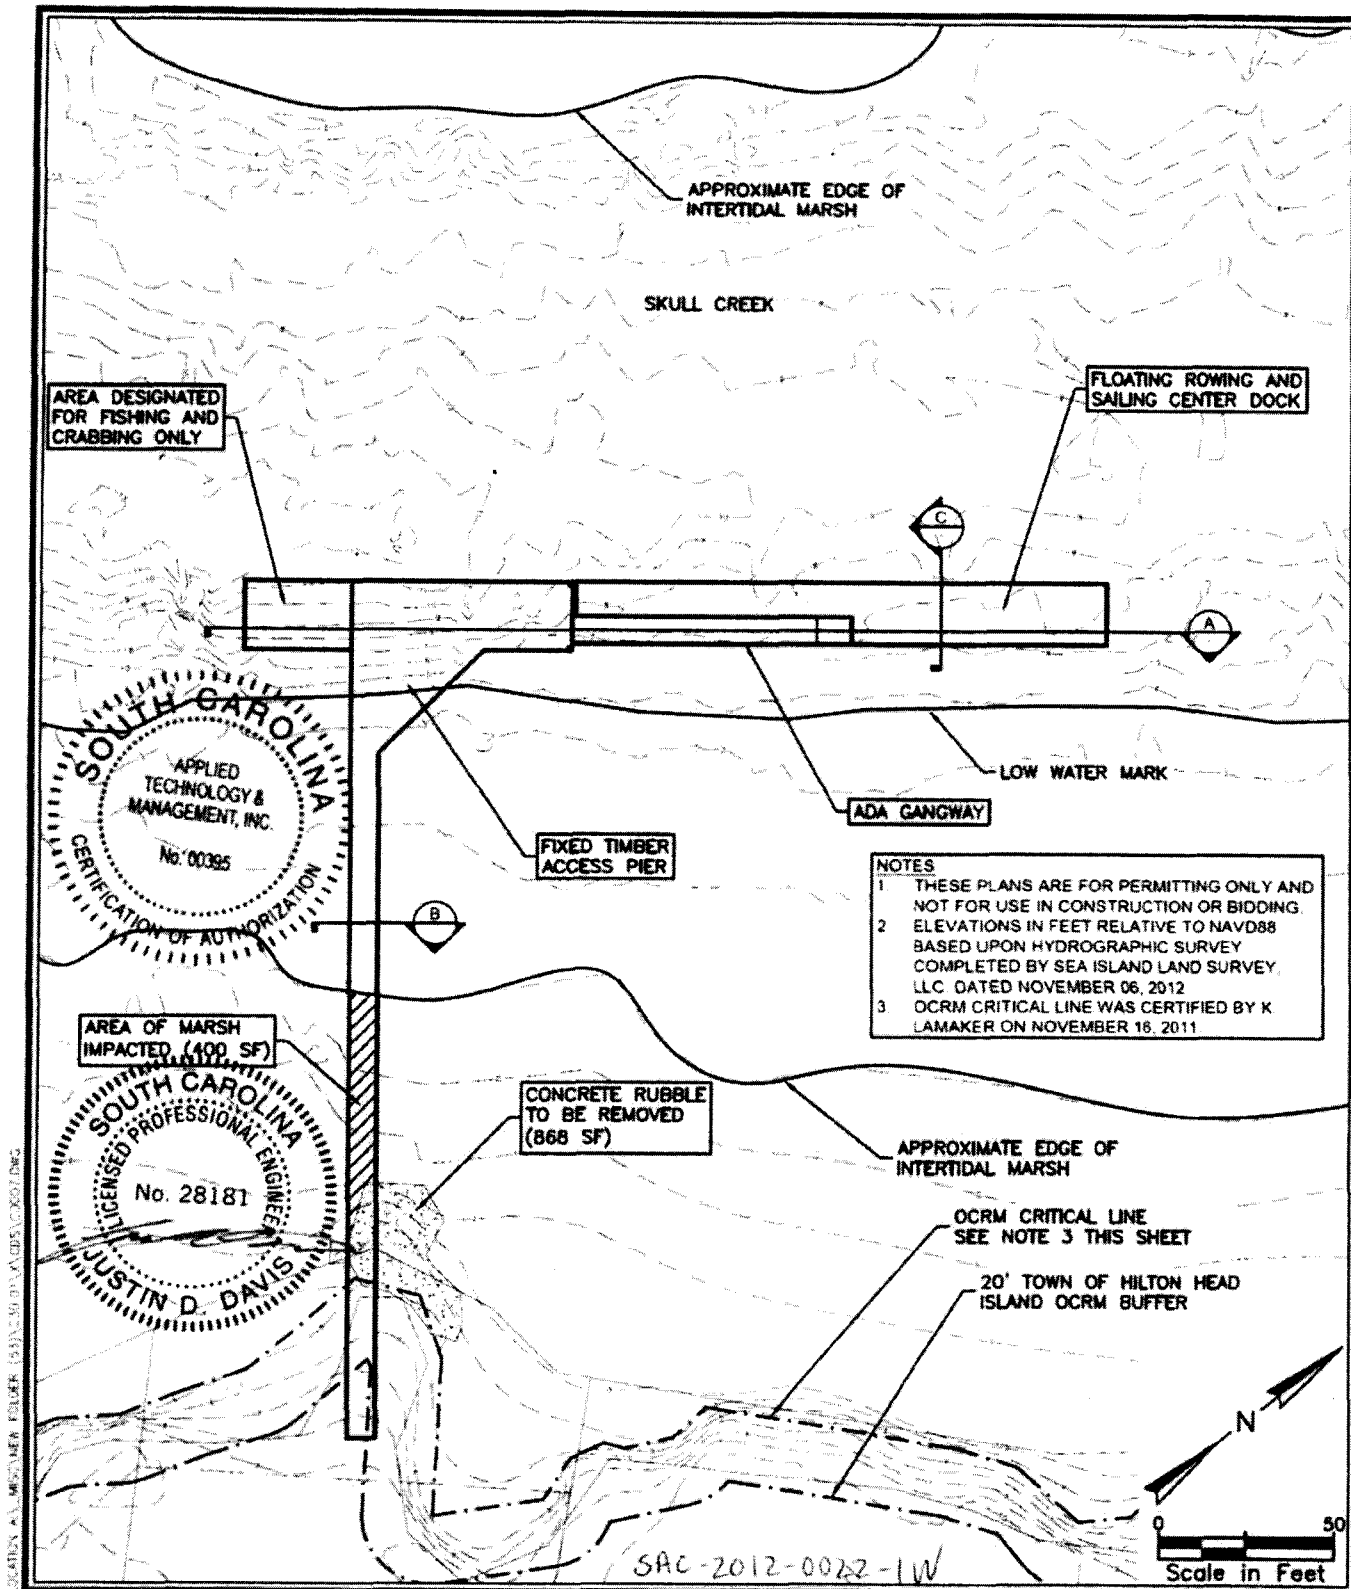 APPROXIMATE EDGE OF
INTERTIDAL MARSH
SKULL CREEK
AREA DESIGNATED
FOR FISHING AND
CRABBING ONLY
FLOATING ROWING AND
SAILING CENTER DOCK
C
A
SOUTH CAROLINA
APPLIED
TECHNOLOGY &
MANAGEMENT, INC.
No. 00395
CERTIFICATION OF AUTHORIZATION
LOW WATER MARK
ADA GANGWAY
FIXED TIMBER
ACCESS PIER
B
NOTES
1 THESE PLANS ARE FOR PERMITTING ONLY AND
NOT FOR USE IN CONSTRUCTION OR BIDDING.
2 ELEVATIONS IN FEET RELATIVE TO NAVD88
BASED UPON HYDROGRAPHIC SURVEY
COMPLETED BY SEA ISLAND LAND SURVEY,
LLC. DATED NOVEMBER 06, 2012
3 OCRM CRITICAL LINE WAS CERTIFIED BY K.
LAMAKER ON NOVEMBER 16, 2011
AREA OF MARSH
IMPACTED (400 SF)
SOUTH CAROLINA
LICENSED PROFESSIONAL ENGINEER
No. 28181
JUSTIN D. DAVIS
CONCRETE RUBBLE
TO BE REMOVED
(868 SF)
APPROXIMATE EDGE OF
INTERTIDAL MARSH
OCRM CRITICAL LINE
SEE NOTE 3 THIS SHEET
20' TOWN OF HILTON HEAD
ISLAND OCRM BUFFER
N
0 50
Scale in Feet
SAC-2012-0022-1W